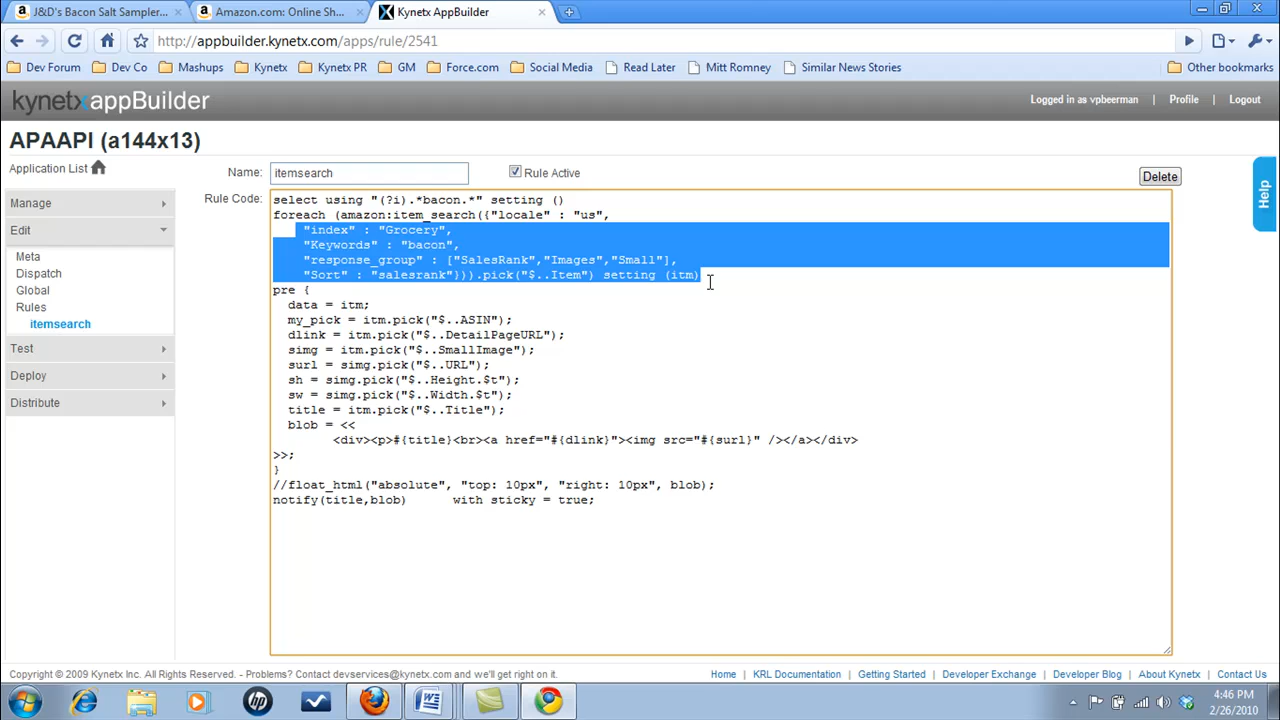 J&D's Bacon Salt Sampler...
Amazon.com: Online Sh...
Kynetx AppBuilder
http://appbuilder.kynetx.com/apps/rule/2541
Dev Forum
Dev Co
Mashups
Kynetx
Kynetx PR
GM
Force.com
Social Media
Read Later
Mitt Romney
Similar News Stories
Other bookmarks
kynetx appBuilder
Logged in as vpbeerman
Profile
Logout
APAAPI (a144x13)
Application List
Name:
itemsearch
Rule Active
Delete
Help
Manage
Edit
Meta
Dispatch
Global
Rules
itemsearch
Test
Deploy
Distribute
Rule Code:
select using "(?i).*bacon.*" setting ()
foreach (amazon:item_search({"locale" : "us",
"index" : "Grocery",
"Keywords" : "bacon",
"response_group" : ["SalesRank","Images","Small"],
"Sort" : "salesrank"})).pick("$..Item") setting (itm)
pre {
data = itm;
my_pick = itm.pick("$..ASIN");
dlink = itm.pick("$..DetailPageURL");
simg = itm.pick("$..SmallImage");
surl = simg.pick("$..URL");
sh = simg.pick("$..Height.$t");
sw = simg.pick("$..Width.$t");
title = itm.pick("$..Title");
blob = <<
<div><p>#{title}<br><a href="#{dlink}"><img src="#{surl}" /></a></div>
>>;
}
//float_html("absolute", "top: 10px", "right: 10px", blob);
notify(title,blob) with sticky = true;
Copyright © 2009 Kynetx Inc. All Rights Reserved. - Problems? Contact devservices@kynetx.com and we'll get right on it.
Home
KRL Documentation
Getting Started
Developer Exchange
Developer Blog
About Kynetx
Contact Us
4:46 PM
2/26/2010